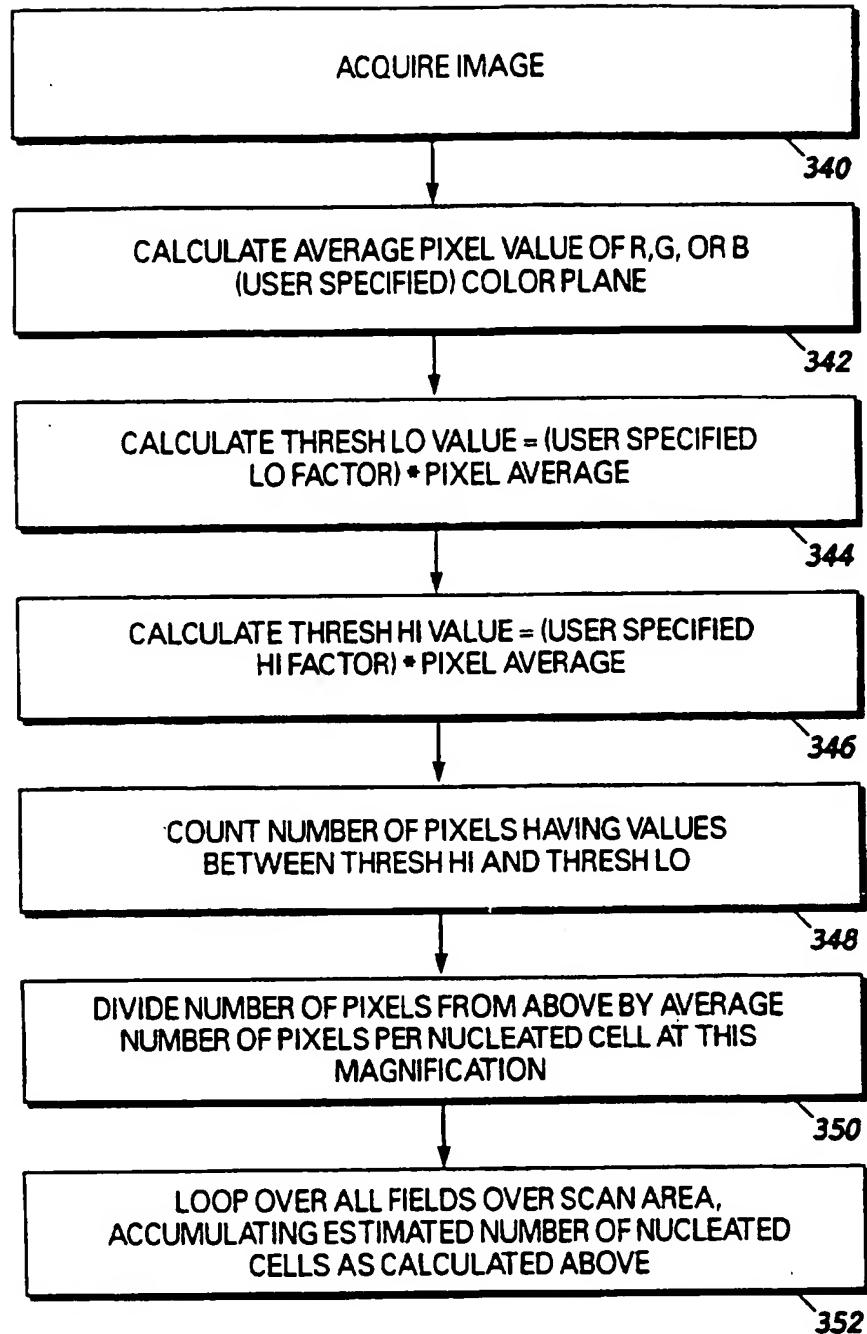 ACQUIRE IMAGE
340
CALCULATE AVERAGE PIXEL VALUE OF R,G, OR B
(USER SPECIFIED) COLOR PLANE
342
CALCULATE THRESH LO VALUE = (USER SPECIFIED
LO FACTOR) * PIXEL AVERAGE
344
CALCULATE THRESH HI VALUE = (USER SPECIFIED
HI FACTOR) * PIXEL AVERAGE
346
COUNT NUMBER OF PIXELS HAVING VALUES
BETWEEN THRESH HI AND THRESH LO
348
DIVIDE NUMBER OF PIXELS FROM ABOVE BY AVERAGE
NUMBER OF PIXELS PER NUCLEATED CELL AT THIS
MAGNIFICATION
350
LOOP OVER ALL FIELDS OVER SCAN AREA,
ACCUMULATING ESTIMATED NUMBER OF NUCLEATED
CELLS AS CALCULATED ABOVE
352